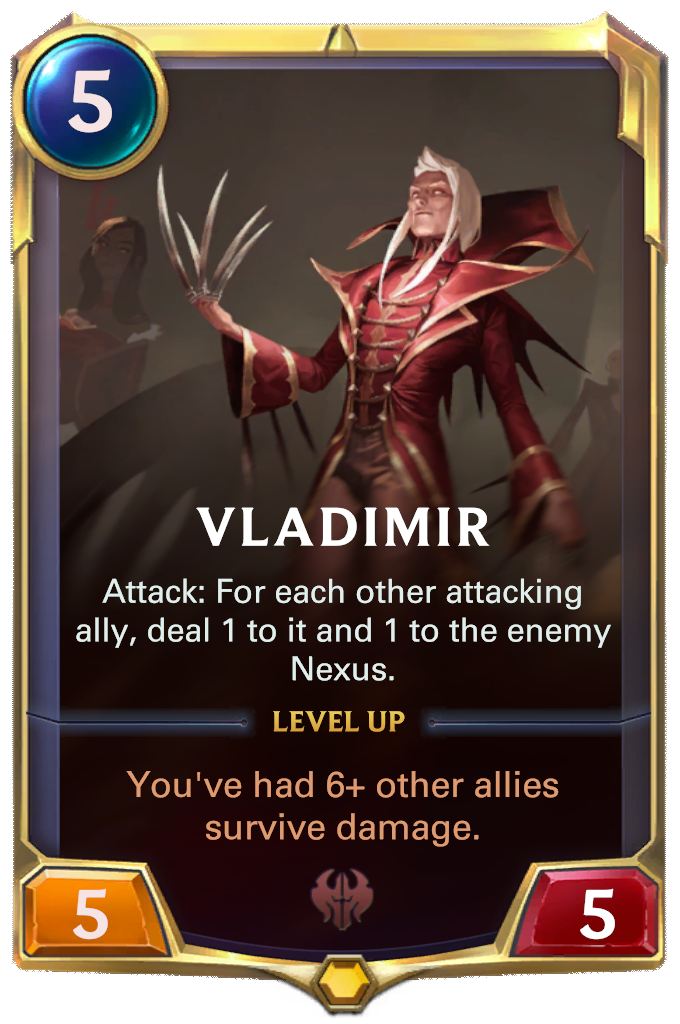 5
VLADIMIR
Attack: For each other attacking
ally, deal 1 to it and 1 to the enemy
Nexus.
LEVEL UP
You've had 6+ other allies
survive damage.
5
5